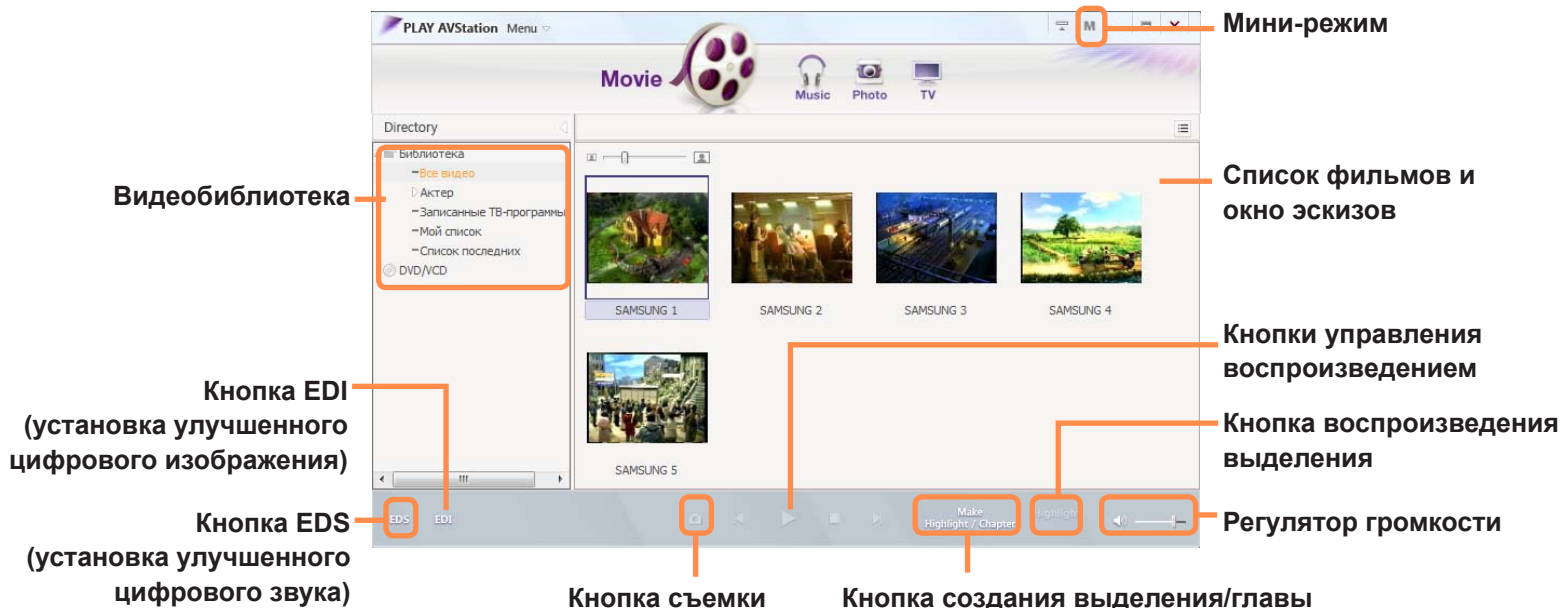 PLAY AVStation Menu
M
Мини-режим
Movie
Music
Photo
TV
Directory
Библиотека
Все видео
Актер
Записанные ТВ-программы
Мой список
Список последних
DVD/VCD
Видеобиблиотека
Список фильмов и
окно эскизов
SAMSUNG 1
SAMSUNG 2
SAMSUNG 3
SAMSUNG 4
SAMSUNG 5
Кнопки управления
воспроизведением
Кнопка EDI
(установка улучшенного
цифрового изображения)
Кнопка воспроизведения
выделения
EDS
EDI
Make
Highlight / Chapter
Highlight
Регулятор громкости
Кнопка EDS
(установка улучшенного
цифрового звука)
Кнопка съемки
Кнопка создания выделения/главы